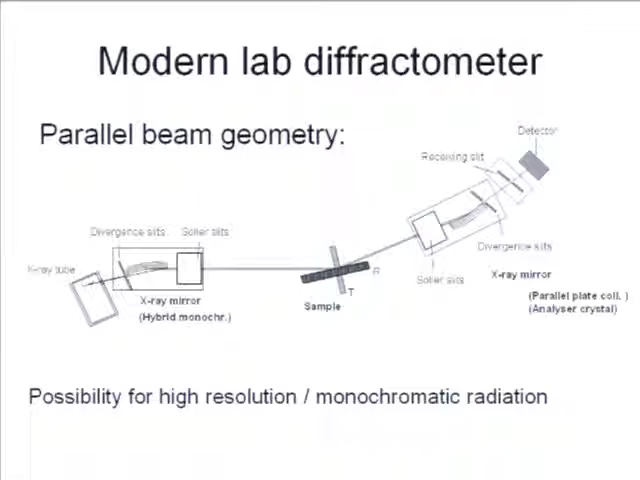 Modern lab diffractometer
Parallel beam geometry:
Detector
Receiving slit
Divergence slits
Soller slits
X-ray tube
X-ray mirror
(Hybrid monochr.)
R
T
Sample
Divergence slits
Soller slits
X-ray mirror
(Parallel plate coll. )
(Analyser crystal)
Possibility for high resolution / monochromatic radiation